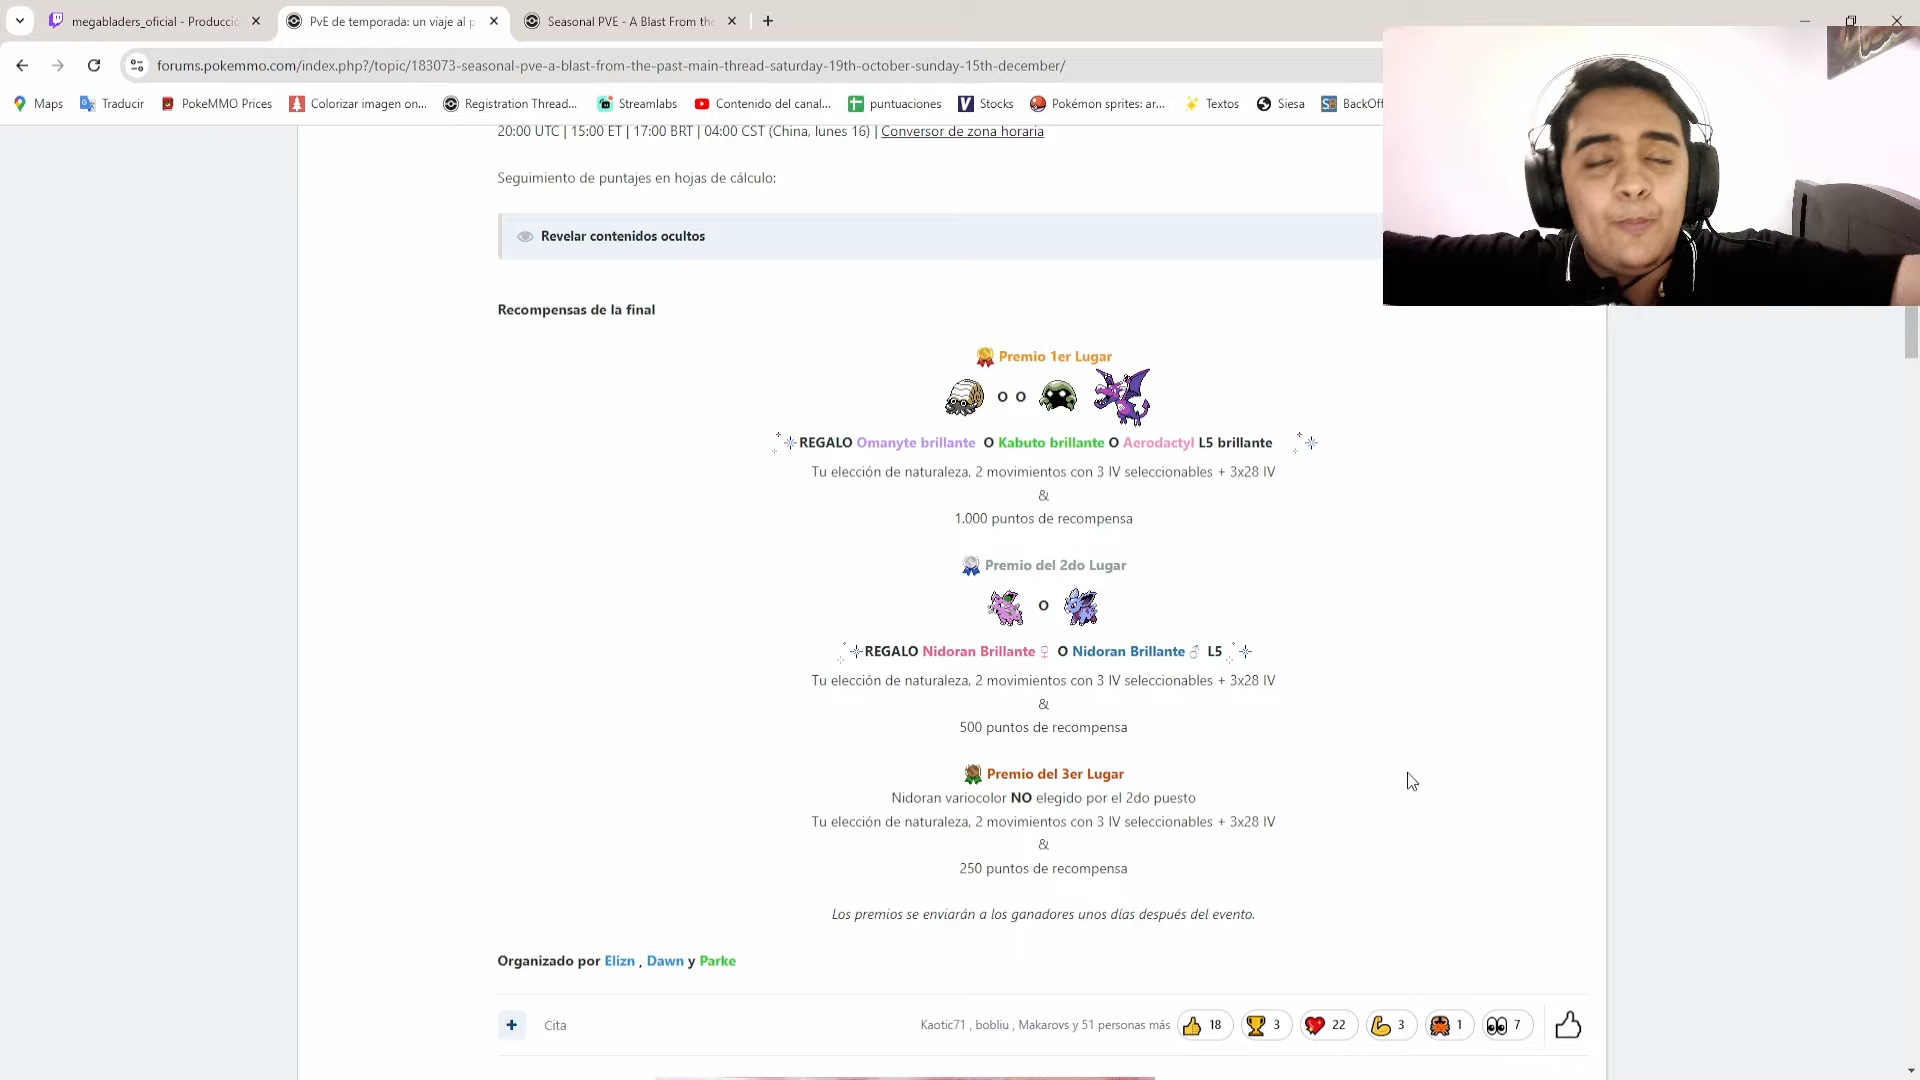 megabladers_oficial - Producci
PvE de temporada: un viaje al p
Seasonal PVE - A Blast From the
forums.pokemmo.com/index.php?/topic/183073-seasonal-pve-a-blast-from-the-past-main-thread-saturday-19th-october-sunday-15th-december/
Maps
Traducir
PokeMMO Prices
Colorizar imagen on...
Registration Thread...
Streamlabs
Contenido del canal...
puntuaciones
Stocks
Pokémon sprites: ar...
Textos
Siesa
BackOff
20:00 UTC | 15:00 ET | 17:00 BRT | 04:00 CST (China, lunes 16) | Conversor de zona horaria
Seguimiento de puntajes en hojas de cálculo:
Revelar contenidos ocultos
Recompensas de la final
Premio 1er Lugar
O O
REGALO Omanyte brillante O Kabuto brillante O Aerodactyl L5 brillante
Tu elección de naturaleza, 2 movimientos con 3 IV seleccionables + 3x28 IV
&
1.000 puntos de recompensa
Premio del 2do Lugar
O
REGALO Nidoran Brillante ♀ O Nidoran Brillante ♂ L5
Tu elección de naturaleza, 2 movimientos con 3 IV seleccionables + 3x28 IV
&
500 puntos de recompensa
Premio del 3er Lugar
Nidoran variocolor NO elegido por el 2do puesto
Tu elección de naturaleza, 2 movimientos con 3 IV seleccionables + 3x28 IV
&
250 puntos de recompensa
Los premios se enviarán a los ganadores unos días después del evento.
Organizado por Elizn , Dawn y Parke
+ Cita
Kaotic71 , bobliu , Makarovs y 51 personas más 18 3 22 3 1 7